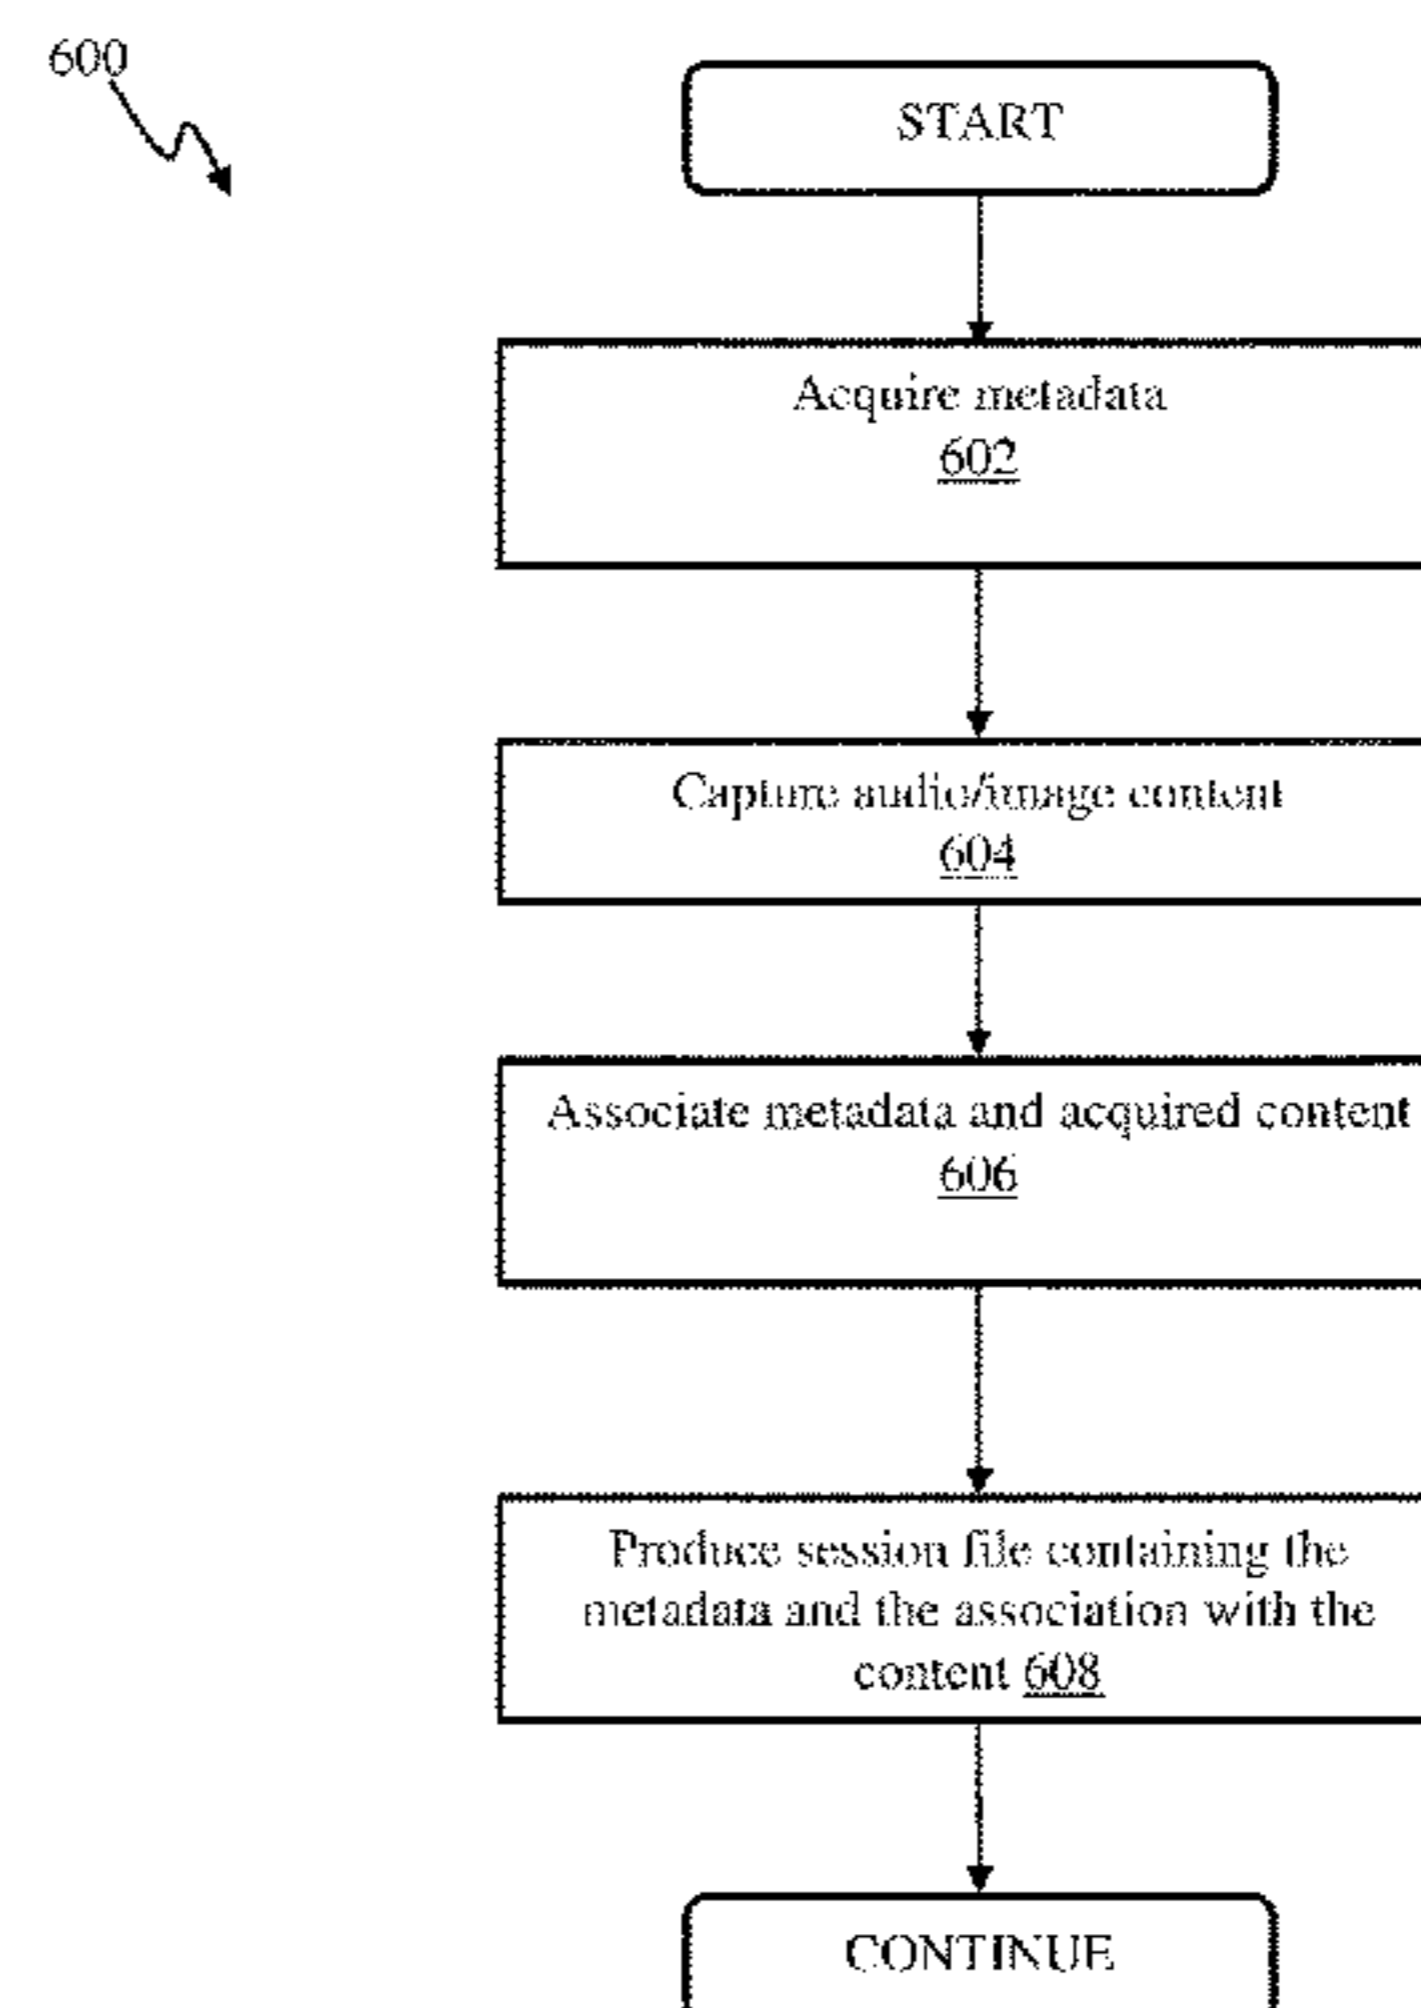 600
START
Acquire metadata
602
Capture audio/image content
604
Associate metadata and acquired content
606
Produce session file containing the
metadata and the association with the
content 608
CONTINUE